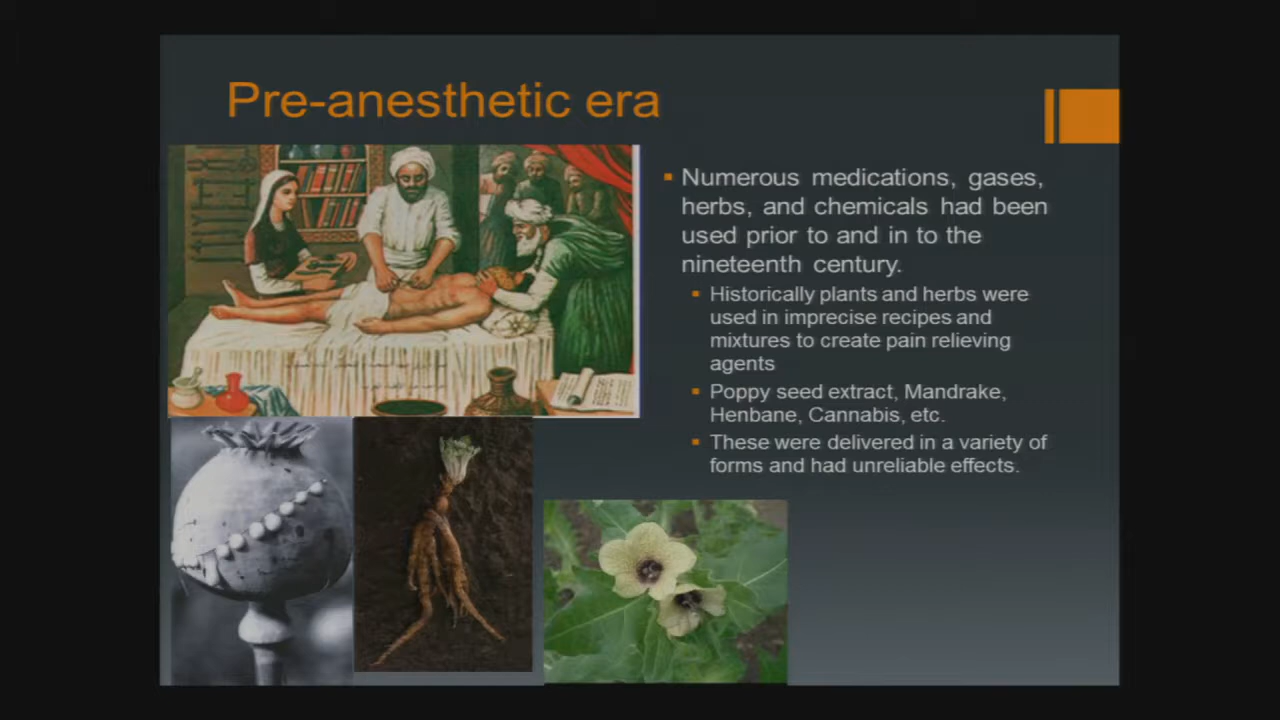 Pre-anesthetic era
Numerous medications, gases,
herbs, and chemicals had been
used prior to and in to the
nineteenth century.
Historically plants and herbs were
used in imprecise recipes and
mixtures to create pain relieving
agents
Poppy seed extract, Mandrake,
Henbane, Cannabis, etc.
These were delivered in a variety of
forms and had unreliable effects.